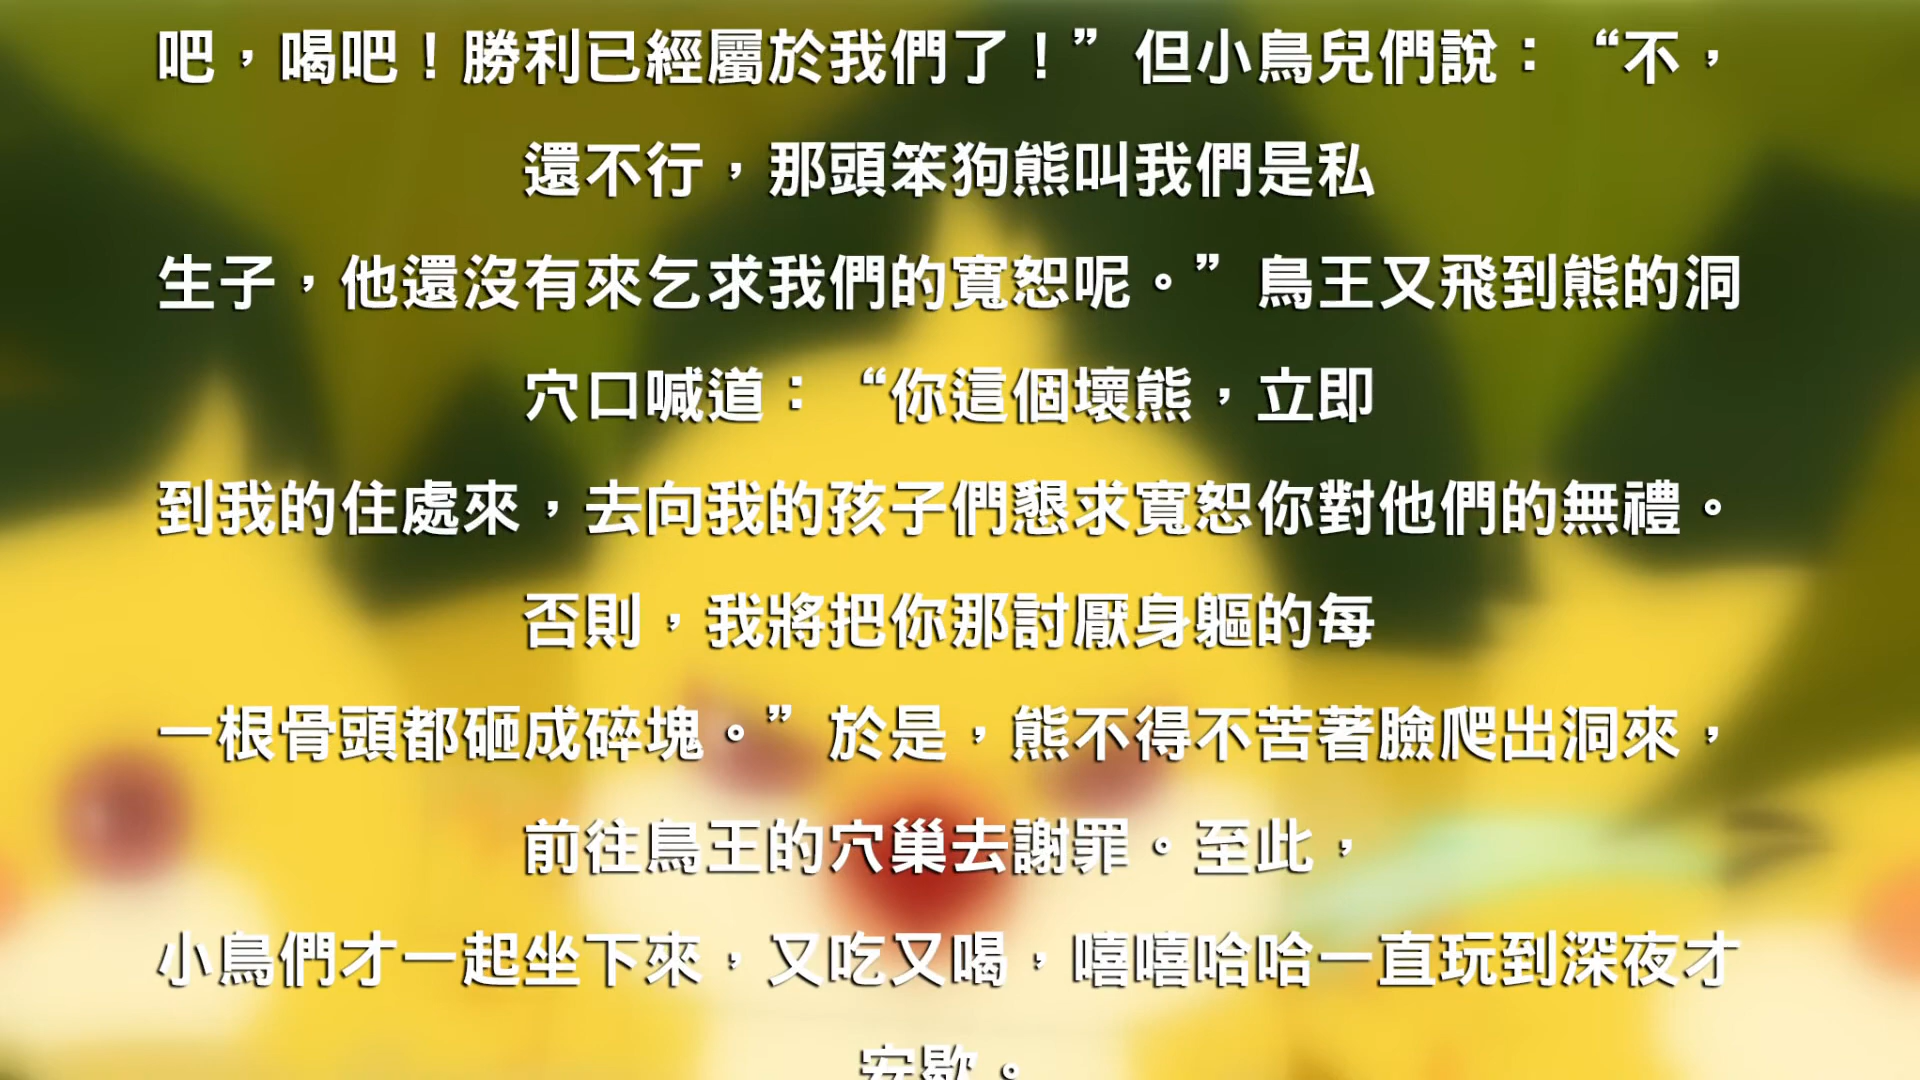 吧，喝吧！勝利已經屬於我們了！”但小鳥兒們說：“不，
還不行，那頭笨狗熊叫我們是私
生子，他還沒有來乞求我們的寬恕呢。”鳥王又飛到熊的洞
穴口喊道：“你這個壞熊，立即
到我的住處來，去向我的孩子們懇求寬恕你對他們的無禮。
否則，我將把你那討厭身軀的每
一根骨頭都砸成碎塊。”於是，熊不得不苦著臉爬出洞來，
前往鳥王的穴巢去謝罪。至此，
小鳥們才一起坐下來，又吃又喝，嘻嘻哈哈一直玩到深夜才
安歇。